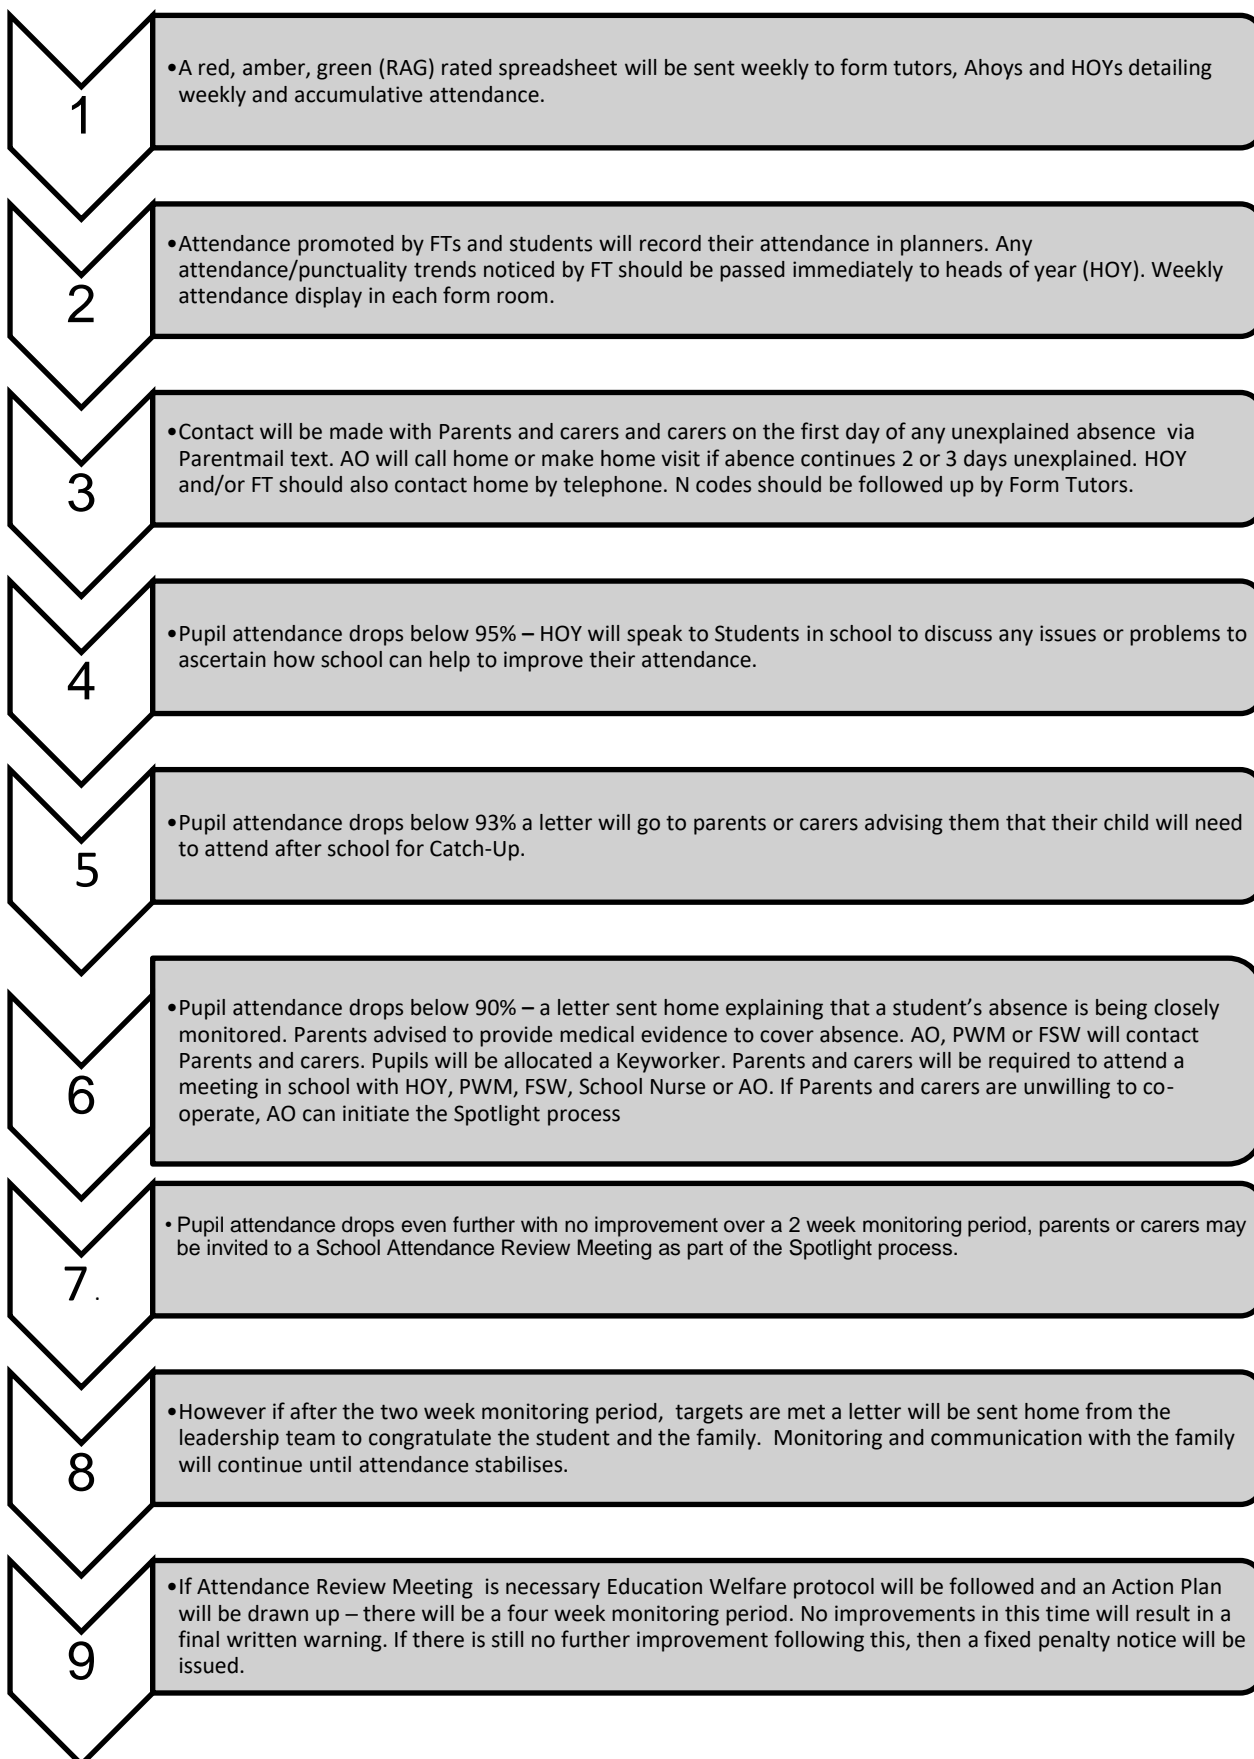 1
•A red, amber, green (RAG) rated spreadsheet will be sent weekly to form tutors, Ahoys and HOYs detailing
weekly and accumulative attendance.
2
•Attendance promoted by FTs and students will record their attendance in planners. Any
attendance/punctuality trends noticed by FT should be passed immediately to heads of year (HOY). Weekly
attendance display in each form room.
3
•Contact will be made with Parents and carers and carers on the first day of any unexplained absence via
Parentmail text. AO will call home or make home visit if abence continues 2 or 3 days unexplained. HOY
and/or FT should also contact home by telephone. N codes should be followed up by Form Tutors.
4
•Pupil attendance drops below 95% – HOY will speak to Students in school to discuss any issues or problems to
ascertain how school can help to improve their attendance.
5
•Pupil attendance drops below 93% a letter will go to parents or carers advising them that their child will need
to attend after school for Catch-Up.
6
•Pupil attendance drops below 90% – a letter sent home explaining that a student’s absence is being closely
monitored. Parents advised to provide medical evidence to cover absence. AO, PWM or FSW will contact
Parents and carers. Pupils will be allocated a Keyworker. Parents and carers will be required to attend a
meeting in school with HOY, PWM, FSW, School Nurse or AO. If Parents and carers are unwilling to co-
operate, AO can initiate the Spotlight process
7 .
• Pupil attendance drops even further with no improvement over a 2 week monitoring period, parents or carers may
be invited to a School Attendance Review Meeting as part of the Spotlight process.
8
•However if after the two week monitoring period, targets are met a letter will be sent home from the
leadership team to congratulate the student and the family. Monitoring and communication with the family
will continue until attendance stabilises.
9
•If Attendance Review Meeting is necessary Education Welfare protocol will be followed and an Action Plan
will be drawn up – there will be a four week monitoring period. No improvements in this time will result in a
final written warning. If there is still no further improvement following this, then a fixed penalty notice will be
issued.